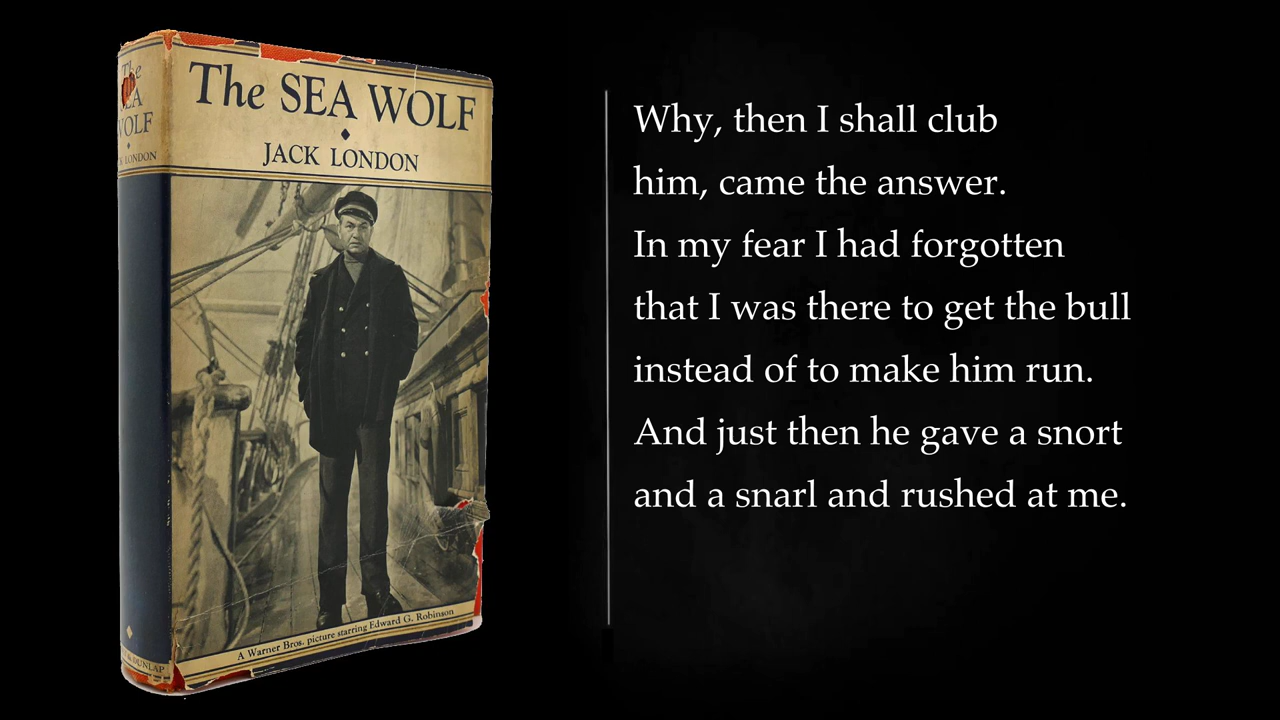 The SEA WOLF
JACK LONDON
The
SEA
WOLF
LONDON
A Warner Bros. picture starring Edward G. Robinson
DUNLAP
Why, then I shall club
him, came the answer.
In my fear I had forgotten
that I was there to get the bull
instead of to make him run.
And just then he gave a snort
and a snarl and rushed at me.